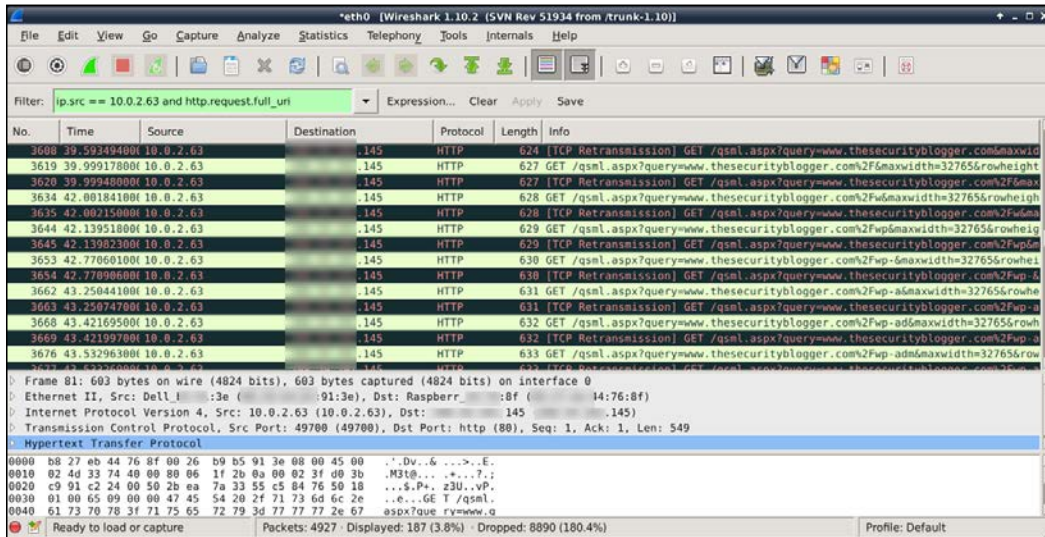 *eth0 [Wireshark 1.10.2 (SVN Rev 51934 from /trunk-1.10)]
File Edit View Go Capture Analyze Statistics Telephony Tools Internals Help
Filter: ip.src == 10.0.2.63 and http.request.full_uri Expression... Clear Apply Save
No. Time Source Destination Protocol Length Info
3608 39.59349400( 10.0.2.63 .145 HTTP 624 [TCP Retransmission] GET /qsml.aspx?query=www.thesecurityblogger.com&maxwid
3619 39.99917800( 10.0.2.63 .145 HTTP 627 GET /qsml.aspx?query=www.thesecurityblogger.com%2F&maxwidth=32765&rowheight
3620 39.99948000( 10.0.2.63 .145 HTTP 627 [TCP Retransmission] GET /qsml.aspx?query=www.thesecurityblogger.com%2F&max
3634 42.00184100( 10.0.2.63 .145 HTTP 628 GET /qsml.aspx?query=www.thesecurityblogger.com%2Fw&maxwidth=32765&rowheigh
3635 42.00215000( 10.0.2.63 .145 HTTP 628 [TCP Retransmission] GET /qsml.aspx?query=www.thesecurityblogger.com%2Fw&ma
3644 42.13951800( 10.0.2.63 .145 HTTP 629 GET /qsml.aspx?query=www.thesecurityblogger.com%2Fwp&maxwidth=32765&rowheig
3645 42.13982300( 10.0.2.63 .145 HTTP 629 [TCP Retransmission] GET /qsml.aspx?query=www.thesecurityblogger.com%2Fwp&m
3653 42.77060100( 10.0.2.63 .145 HTTP 630 GET /qsml.aspx?query=www.thesecurityblogger.com%2Fwp-&maxwidth=32765&rowhei
3654 42.77090600( 10.0.2.63 .145 HTTP 630 [TCP Retransmission] GET /qsml.aspx?query=www.thesecurityblogger.com%2Fwp-&
3662 43.25044100( 10.0.2.63 .145 HTTP 631 GET /qsml.aspx?query=www.thesecurityblogger.com%2Fwp-a&maxwidth=32765&rowhe
3663 43.25074700( 10.0.2.63 .145 HTTP 631 [TCP Retransmission] GET /qsml.aspx?query=www.thesecurityblogger.com%2Fwp-a
3668 43.42169500( 10.0.2.63 .145 HTTP 632 GET /qsml.aspx?query=www.thesecurityblogger.com%2Fwp-ad&maxwidth=32765&rowh
3669 43.42199700( 10.0.2.63 .145 HTTP 632 [TCP Retransmission] GET /qsml.aspx?query=www.thesecurityblogger.com%2Fwp-a
3676 43.53296300( 10.0.2.63 .145 HTTP 633 GET /qsml.aspx?query=www.thesecurityblogger.com%2Fwp-adm&maxwidth=32765&row
Frame 81: 603 bytes on wire (4824 bits), 603 bytes captured (4824 bits) on interface 0
Ethernet II, Src: Dell_ :3e ( :91:3e), Dst: Raspberr_ :8f ( 44:76:8f)
Internet Protocol Version 4, Src: 10.0.2.63 (10.0.2.63), Dst: 145 ( .145)
Transmission Control Protocol, Src Port: 49700 (49700), Dst Port: http (80), Seq: 1, Ack: 1, Len: 549
Hypertext Transfer Protocol
0000 b8 27 eb 44 76 8f 00 26 b9 b5 91 3e 08 00 45 00 .'.Dv..& ...>..E.
0010 02 4d 33 74 40 00 80 06 1f 2b 0a 00 02 3f d0 3b .M3t@... .+...?.;
0020 c9 91 c2 24 00 50 2b ea 7a 33 55 c5 84 76 50 18 ...$.P+. z3U..vP.
0030 01 00 65 09 00 00 47 45 54 20 2f 71 73 6d 6c 2e ..e...GE T /qsml.
0040 61 73 70 78 3f 71 75 65 72 79 3d 77 77 77 2e 67 aspx?que ry=www.g
Ready to load or capture Packets: 4927 · Displayed: 187 (3.8%) · Dropped: 8890 (180.4%) Profile: Default